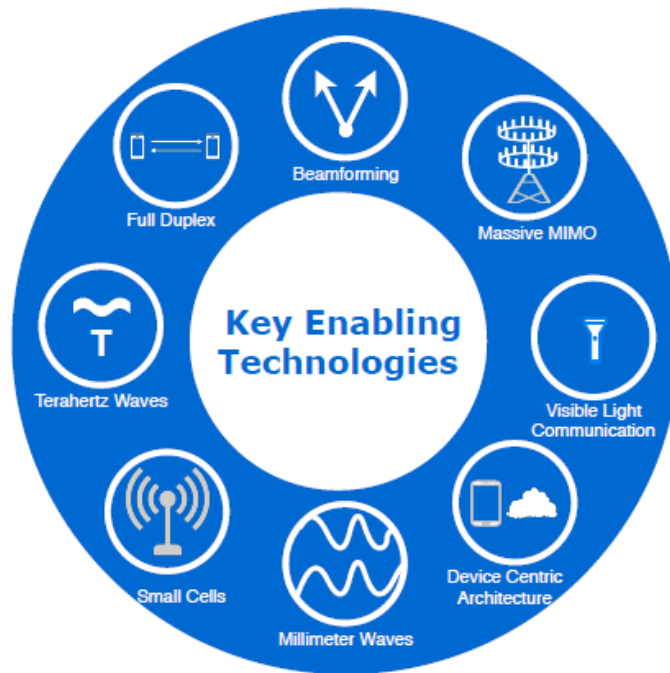 Beamforming
Massive MIMO
Visible Light
Communication
Device Centric
Architecture
Millimeter Waves
Small Cells
T
Terahertz Waves
Full Duplex
Key Enabling
Technologies